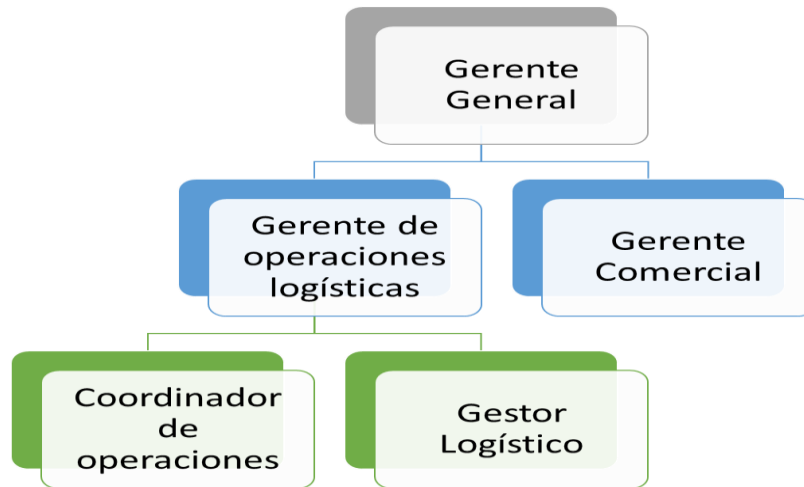 Gerente
General
Gerente de
operaciones
logísticas
Gerente
Comercial
Coordinador
de
operaciones
Gestor
Logístico